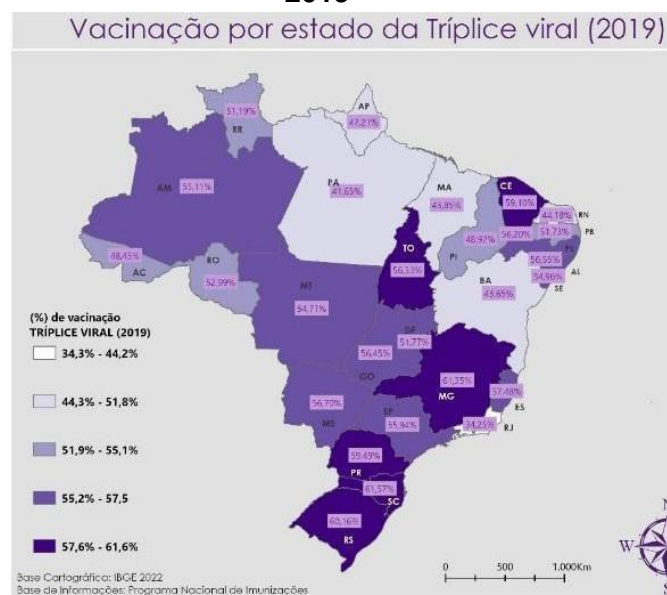 2019
Vacinação por estado da Tríplice viral (2019)
51,19%
RR
AP
47,21%
AM
55,11%
PA
41,65%
MA
43,85%
CE
59,10%
44,18%
RN
51,73%
PB
48,92%
PI
56,20%
PE
56,55%
AL
54,96%
SE
48,45%
AC
RO
52,99%
TO
56,33%
BA
43,65%
MT
54,71%
DF
51,77%
56,45%
GO
61,35%
MG
57,48%
ES
56,70%
MS
SP
55,94%
34,25%
RJ
59,49%
PR
61,57%
SC
60,16%
RS
(%) de vacinação
TRÍPLICE VIRAL (2019)
34,3% - 44,2%
44,3% - 51,8%
51,9% - 55,1%
55,2% - 57,5
57,6% - 61,6%
0 500 1.000Km
W
Base Cartográfica: IBGE 2022
Base de Informações: Programa Nacional de Imunizações